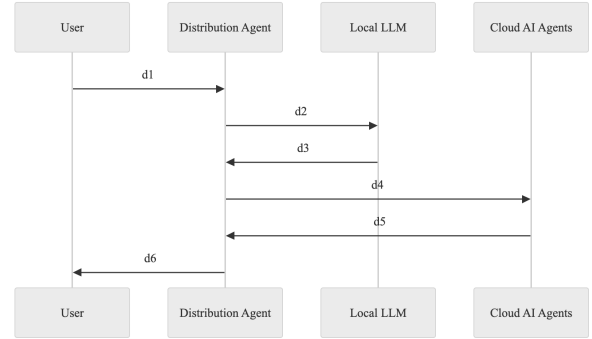 User Distribution Agent Local LLM Cloud AI Agents
d1
d2
d3
d4
d5
d6
User Distribution Agent Local LLM Cloud AI Agents